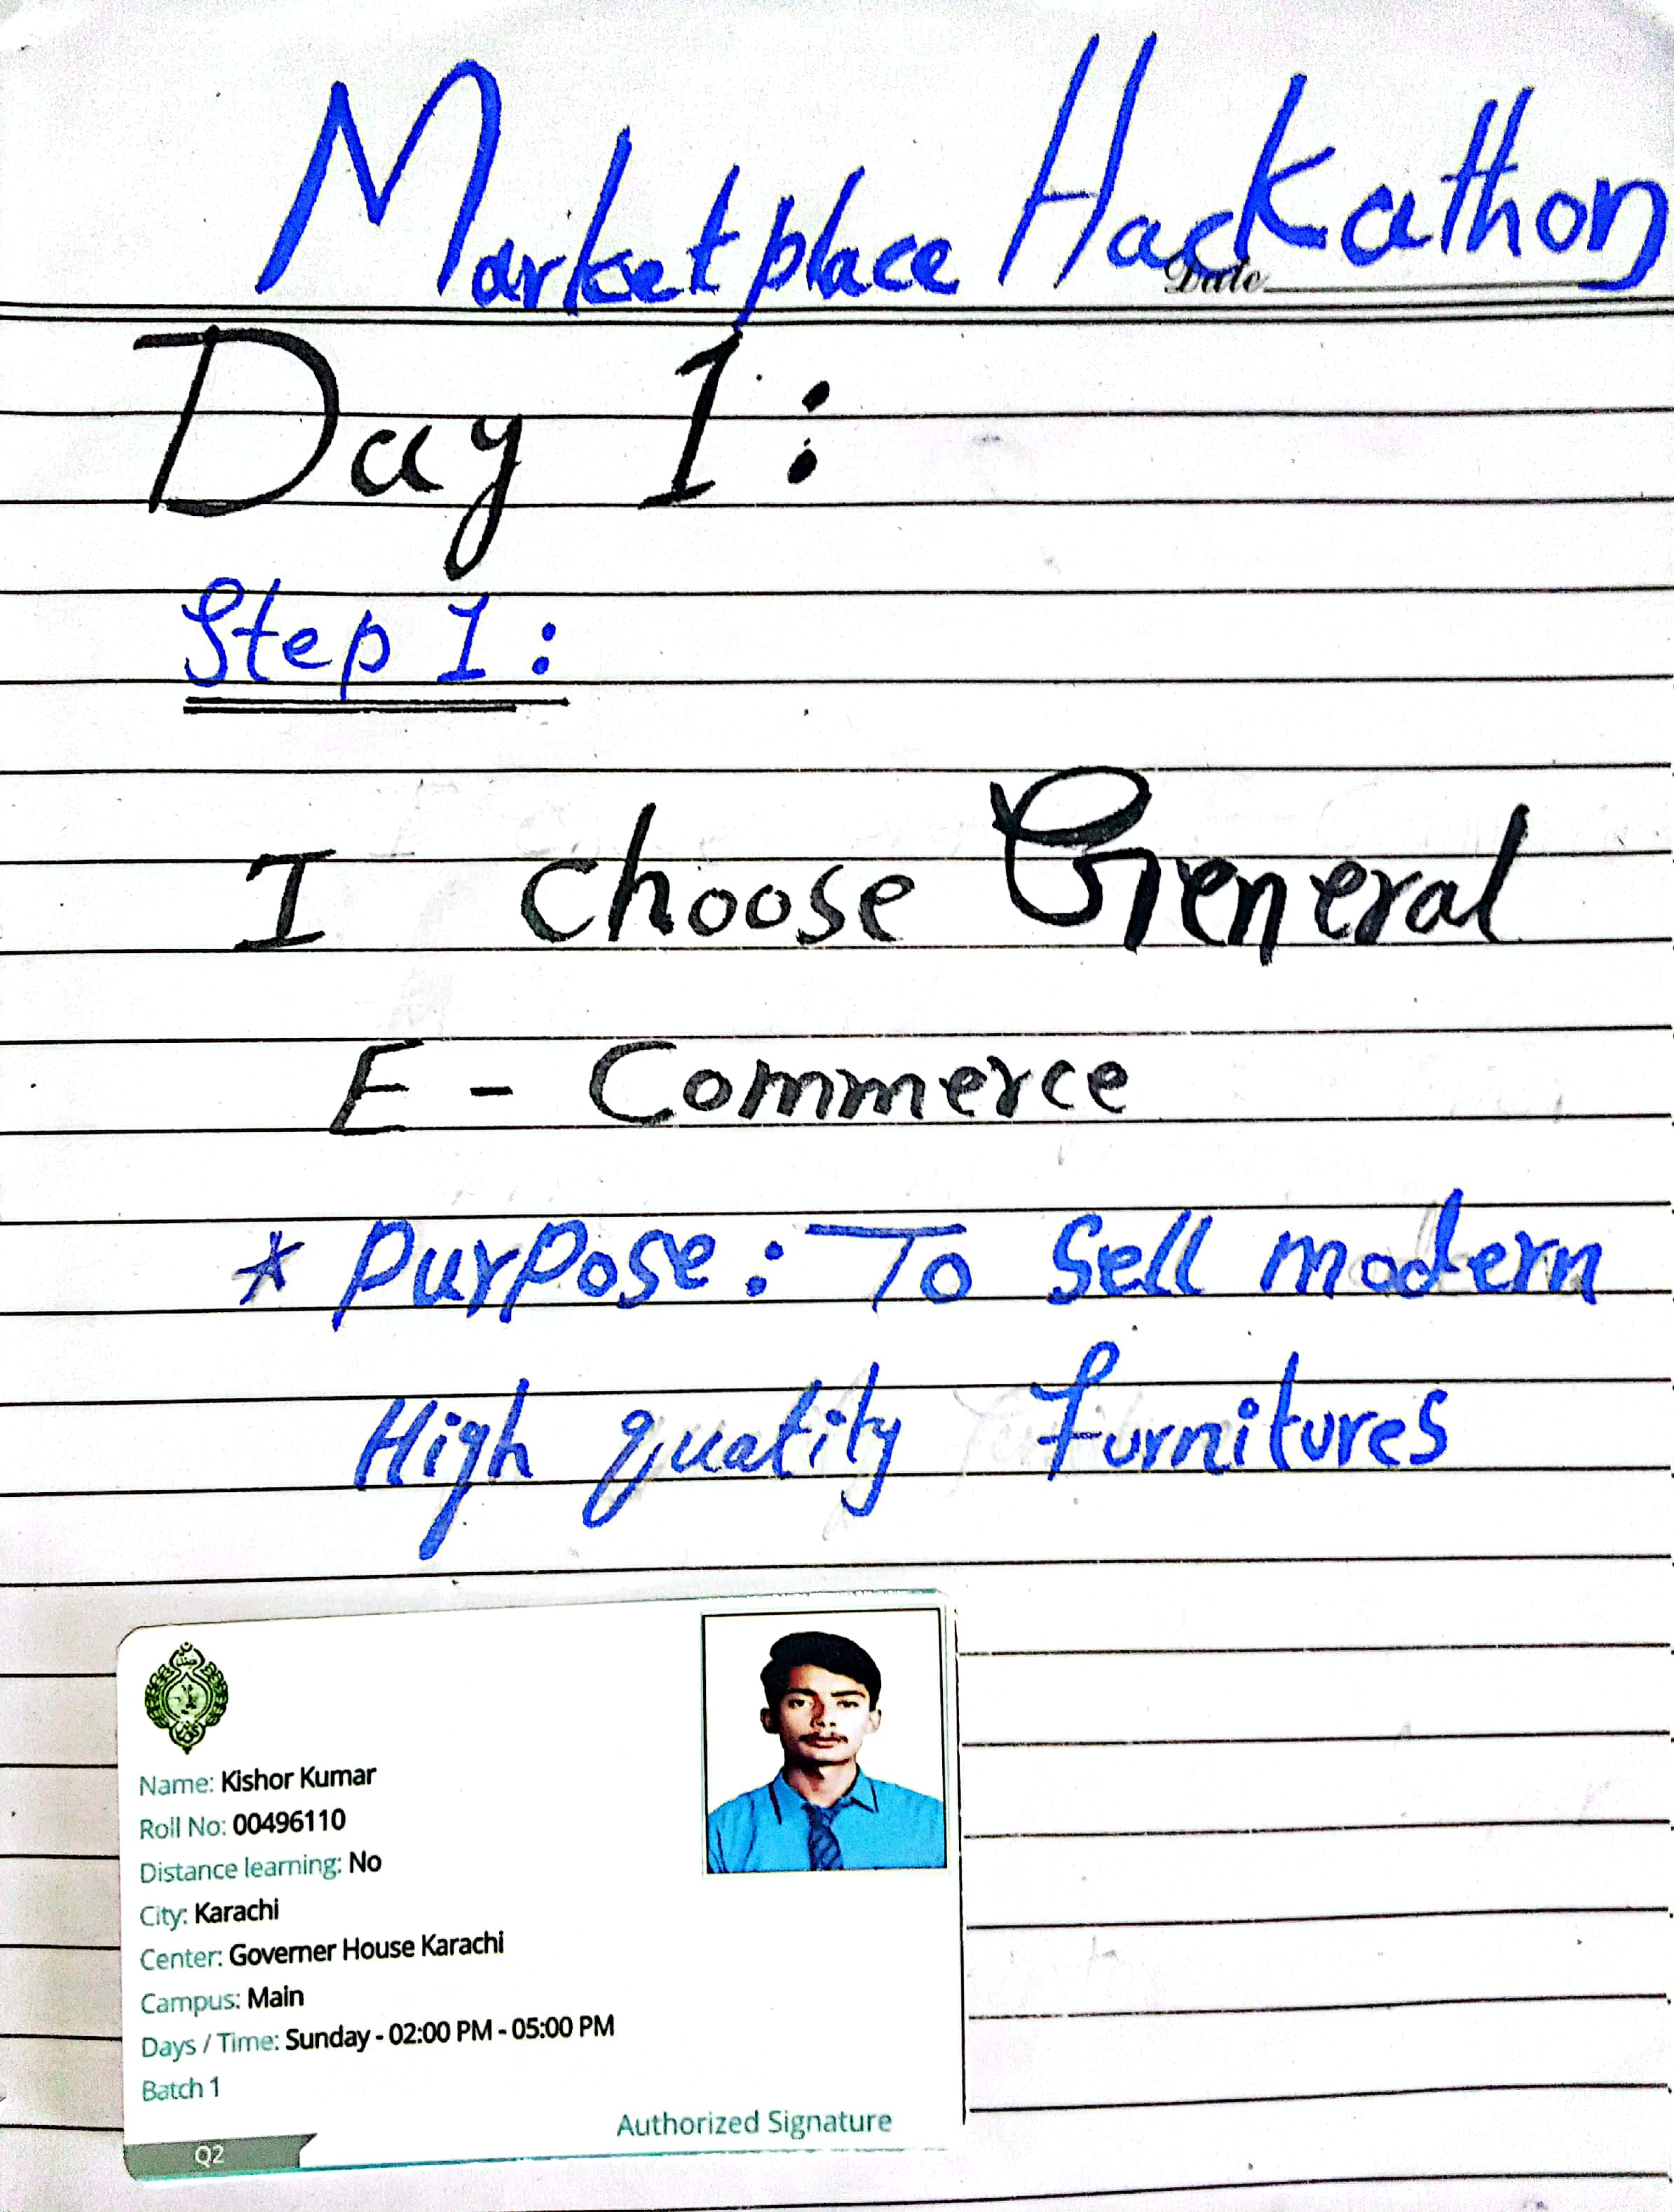 Marketplace Hackathon
Date
Day 1:
Step 1:
I choose General
E - Commerce
* Purpose: To Sell modern
High quality furnitures
Name: Kishor Kumar
Roll No: 00496110
Distance learning: No
City: Karachi
Center: Governer House Karachi
Campus: Main
Days / Time: Sunday - 02:00 PM - 05:00 PM
Batch 1
Authorized Signature
Q2